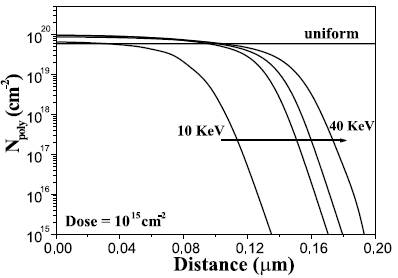 10²⁰
10¹⁹
10¹⁸
10¹⁷
10¹⁶
10¹⁵
N_poly (cm⁻²)
uniform
10 KeV
40 KeV
Dose = 10¹⁵cm⁻²
0,00 0,04 0,08 0,12 0,16 0,20
Distance (μm)